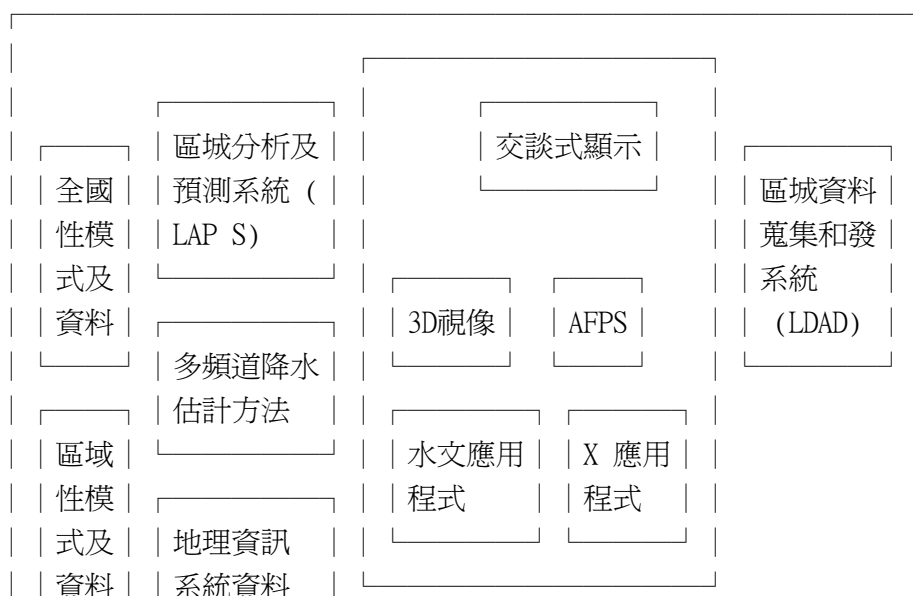 全國
性模
式及
資料
區域
性模
式及
資料
區城分析及
預測系統 (
LAP S)
多頻道降水
估計方法
地理資訊
系統資料
交談式顯示
3D視像
AFPS
水文應用
程式
X 應用
程式
區城資料
蒐集和發
系統
(LDAD)